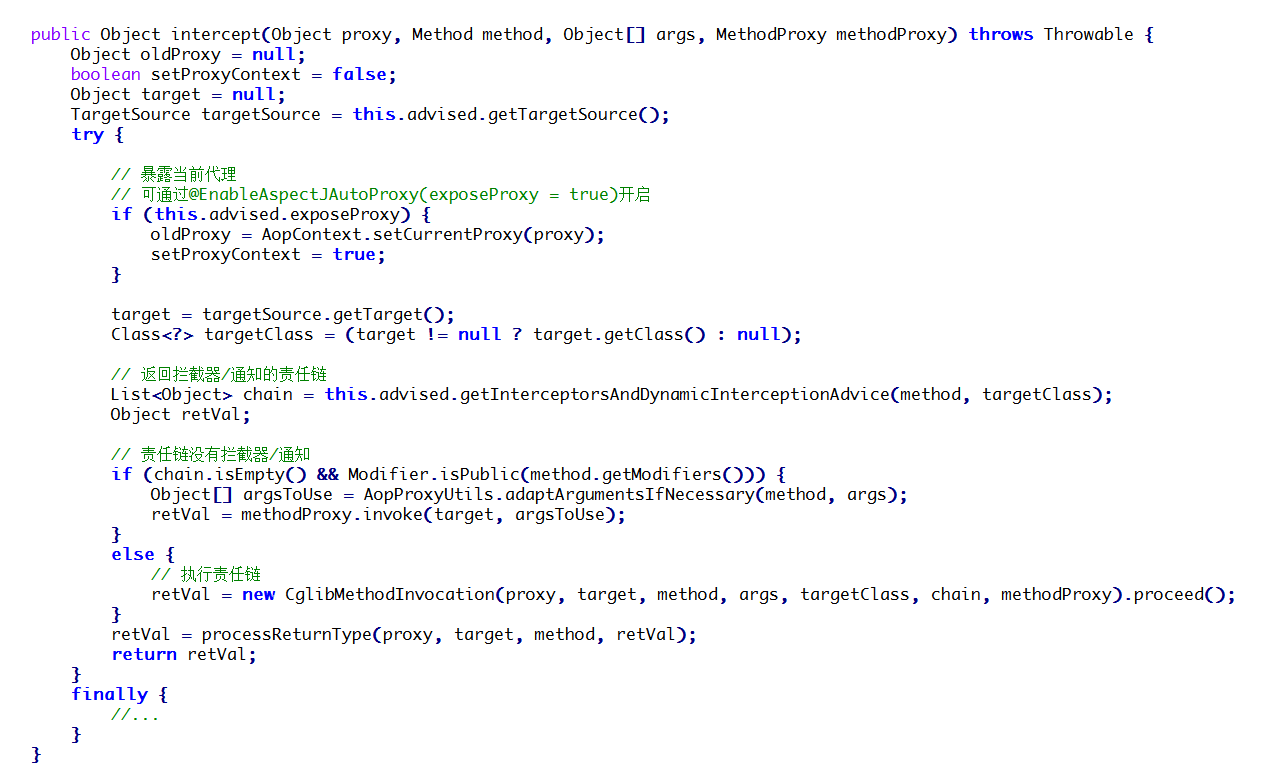 public Object intercept(Object proxy, Method method, Object[] args, MethodProxy methodProxy) throws Throwable {
    Object oldProxy = null;
    boolean setProxyContext = false;
    Object target = null;
    TargetSource targetSource = this.advised.getTargetSource();
    try {

        // 暴露当前代理
        // 可通过@EnableAspectJAutoProxy(exposeProxy = true)开启
        if (this.advised.exposeProxy) {
            oldProxy = AopContext.setCurrentProxy(proxy);
            setProxyContext = true;
        }

        target = targetSource.getTarget();
        Class<?> targetClass = (target != null ? target.getClass() : null);

        // 返回拦截器/通知的责任链
        List<Object> chain = this.advised.getInterceptorsAndDynamicInterceptionAdvice(method, targetClass);
        Object retVal;

        // 责任链没有拦截器/通知
        if (chain.isEmpty() && Modifier.isPublic(method.getModifiers())) {
            Object[] argsToUse = AopProxyUtils.adaptArgumentsIfNecessary(method, args);
            retVal = methodProxy.invoke(target, argsToUse);
        }
        else {
            // 执行责任链
            retVal = new CglibMethodInvocation(proxy, target, method, args, targetClass, chain, methodProxy).proceed();
        }
        retVal = processReturnType(proxy, target, method, retVal);
        return retVal;
    }
    finally {
        //...
    }
}